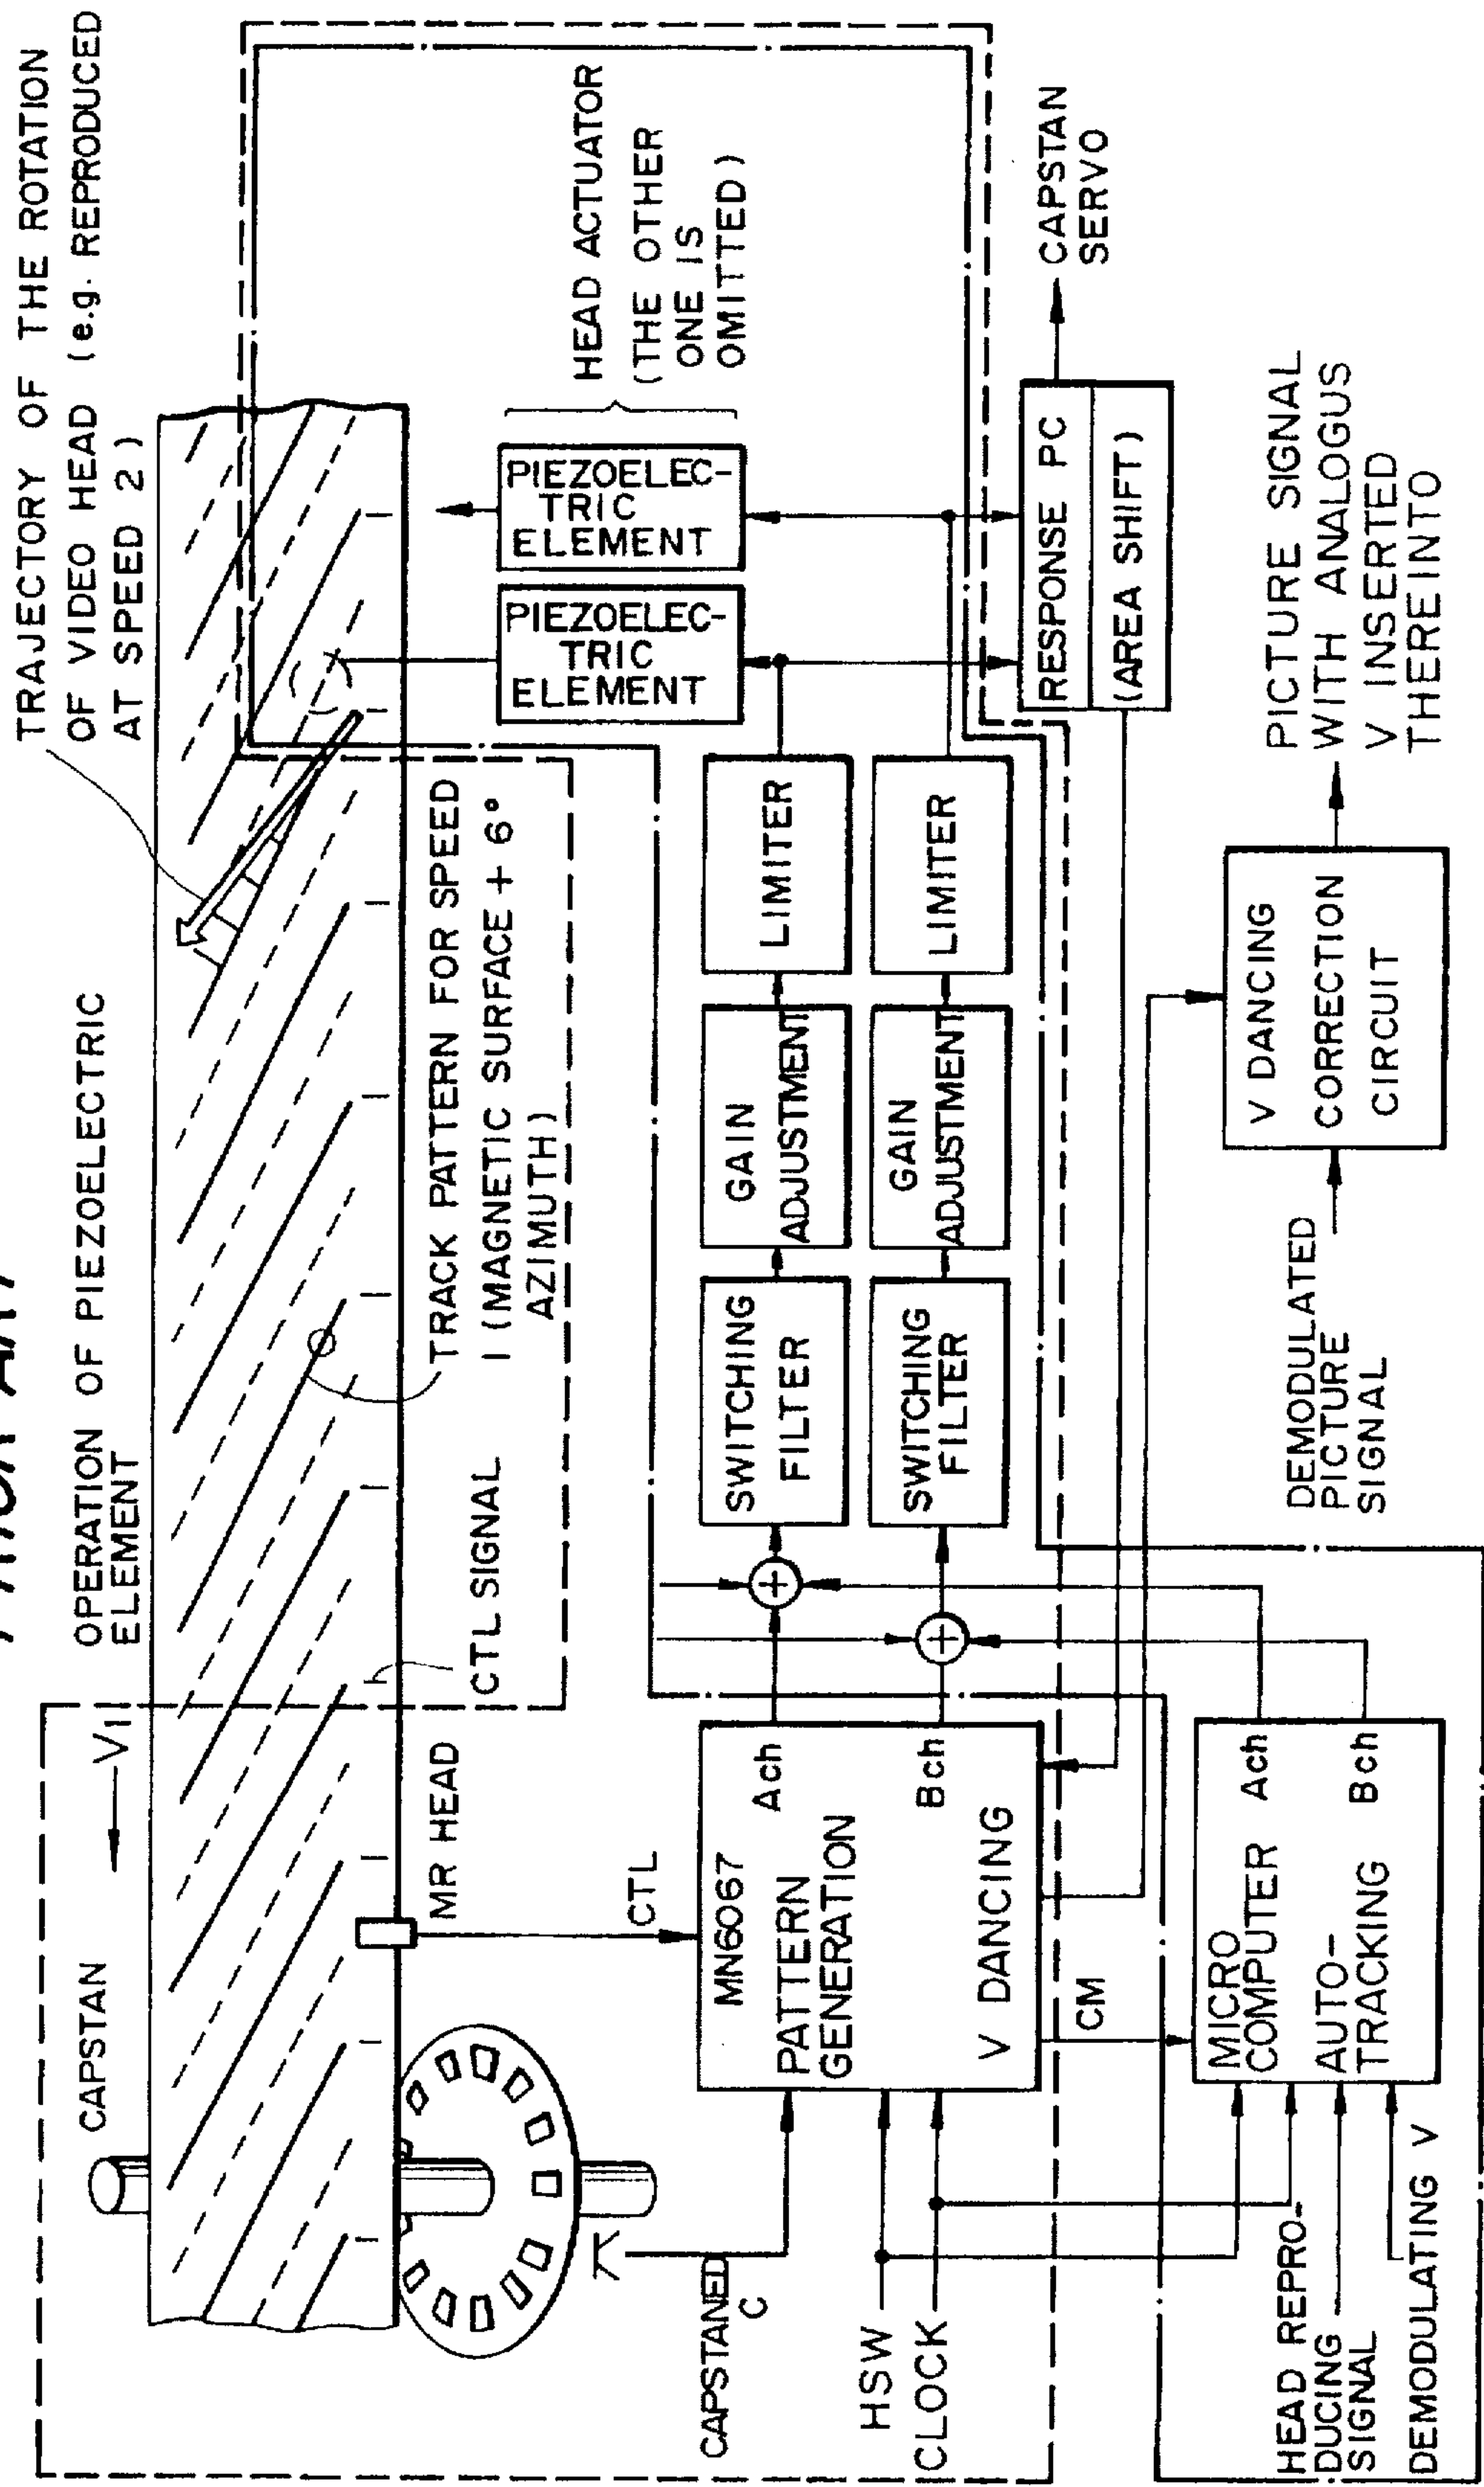 PRIOR ART
OPERATION OF PIEZOELECTRIC
ELEMENT
TRAJECTORY OF THE ROTATION
OF VIDEO HEAD (e.g. REPRODUCED
AT SPEED 2)
CAPSTAN
V1
MR HEAD
CTL SIGNAL
TRACK PATTERN FOR SPEED
1 (MAGNETIC SURFACE + 6°
AZIMUTH)
HEAD ACTUATOR
(THE OTHER
ONE IS
OMITTED)
PIEZOELEC-
TRIC
ELEMENT
PIEZOELEC-
TRIC
ELEMENT
CTL
CAPSTANED
C
HSW
CLOCK
MN6067
PATTERN
GENERATION
V DANCING
Ach
Bch
SWITCHING
FILTER
GAIN
ADJUSTMENT
LIMITER
SWITCHING
FILTER
GAIN
ADJUSTMENT
LIMITER
RESPONSE PC
(AREA SHIFT)
CAPSTAN
SERVO
CM
MICRO
COMPUTER
AUTO-
TRACKING
Ach
Bch
HEAD REPRO-
DUCING
SIGNAL
DEMODULATING V
DEMODULATED
PICTURE
SIGNAL
V DANCING
CORRECTION
CIRCUIT
PICTURE SIGNAL
WITH ANALOGUS
V INSERTED
THEREINTO